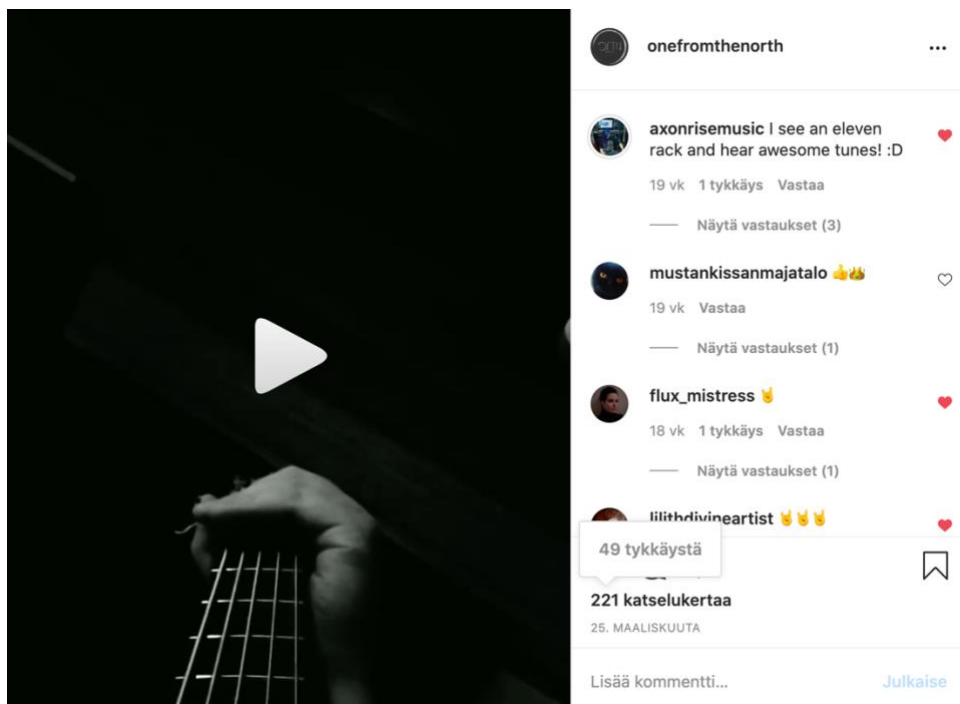 onefromthenorth
axonrisemusic I see an eleven
rack and hear awesome tunes! :D
19 vk 1 tykkäys Vastaa
Näytä vastaukset (3)
mustankissanmajatalo 👍👑
19 vk Vastaa
Näytä vastaukset (1)
flux_mistress 🤘
18 vk 1 tykkäys Vastaa
Näytä vastaukset (1)
lilithdivineartist 🤘🤘🤘
49 tykkäystä
221 katselukertaa
25. MAALISKUUTA
Lisää kommentti... Julkaise